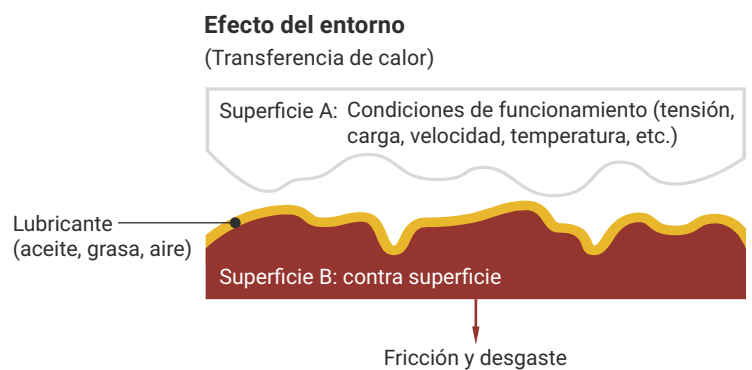 Efecto del entorno
(Transferencia de calor)
Superficie A: Condiciones de funcionamiento (tensión,
carga, velocidad, temperatura, etc.)
Lubricante
(aceite, grasa, aire)
Superficie B: contra superficie
Fricción y desgaste